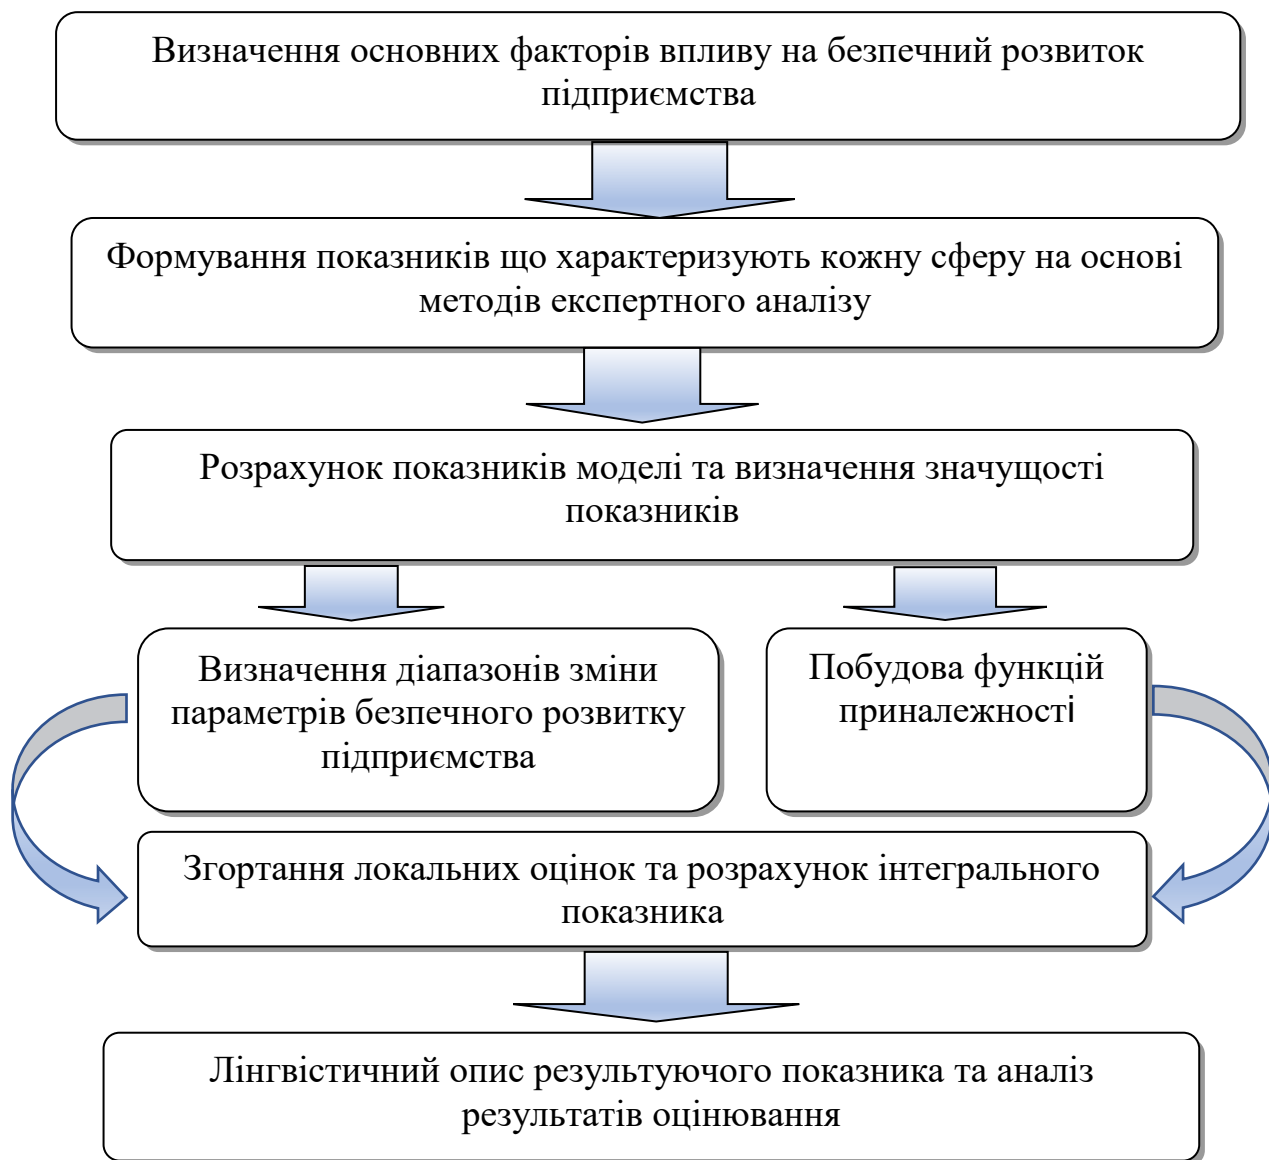 Визначення основних факторів впливу на безпечний розвиток
підприємства
Формування показників що характеризують кожну сферу на основі
методів експертного аналізу
Розрахунок показників моделі та визначення значущості
показників
Визначення діапазонів зміни
параметрів безпечного розвитку
підприємства
Побудова функцій
приналежності
Згортання локальних оцінок та розрахунок інтегрального
показника
Лінгвістичний опис результуючого показника та аналіз
результатів оцінювання